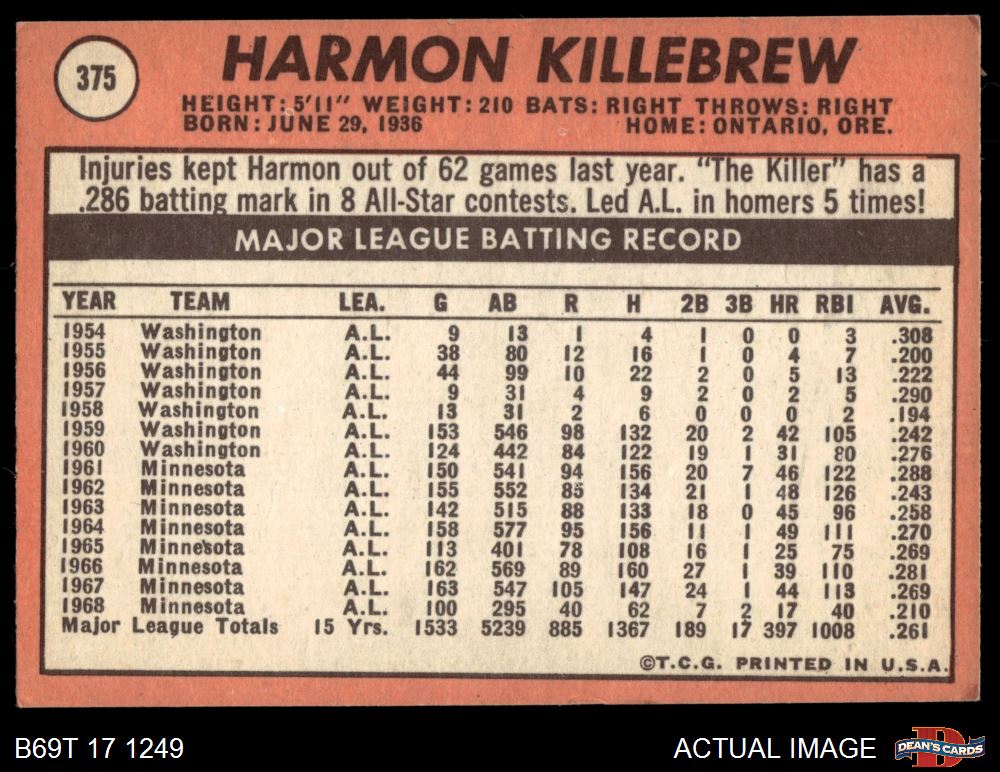 375
HARMON KILLEBREW
HEIGHT: 5'11" WEIGHT: 210 BATS: RIGHT THROWS: RIGHT
BORN: JUNE 29, 1936 HOME: ONTARIO, ORE.
Injuries kept Harmon out of 62 games last year. "The Killer" has a
.286 batting mark in 8 All-Star contests. Led A.L. in homers 5 times!
MAJOR LEAGUE BATTING RECORD
YEAR TEAM LEA. G AB R H 2B 3B HR RBI AVG.
1954 Washington A.L. 9 13 1 4 1 0 0 3 .308
1955 Washington A.L. 38 80 12 16 1 0 4 7 .200
1956 Washington A.L. 44 99 10 22 2 0 5 13 .222
1957 Washington A.L. 9 31 4 9 2 0 2 5 .290
1958 Washington A.L. 13 31 2 6 0 0 0 2 .194
1959 Washington A.L. 153 546 98 132 20 2 42 105 .242
1960 Washington A.L. 124 442 84 122 19 1 31 80 .276
1961 Minnesota A.L. 150 541 94 156 20 7 46 122 .288
1962 Minnesota A.L. 155 552 85 134 21 1 48 126 .243
1963 Minnesota A.L. 142 515 88 133 18 0 45 96 .258
1964 Minnesota A.L. 158 577 95 156 11 1 49 111 .270
1965 Minnesota A.L. 113 401 78 108 16 1 25 75 .269
1966 Minnesota A.L. 162 569 89 160 27 1 39 110 .281
1967 Minnesota A.L. 163 547 105 147 24 1 44 113 .269
1968 Minnesota A.L. 100 295 40 62 7 2 17 40 .210
Major League Totals 15 Yrs. 1533 5239 885 1367 189 17 397 1008 .261
©T.C.G. PRINTED IN U.S.A.
B69T 17 1249 ACTUAL IMAGE DEAN'S CARDS